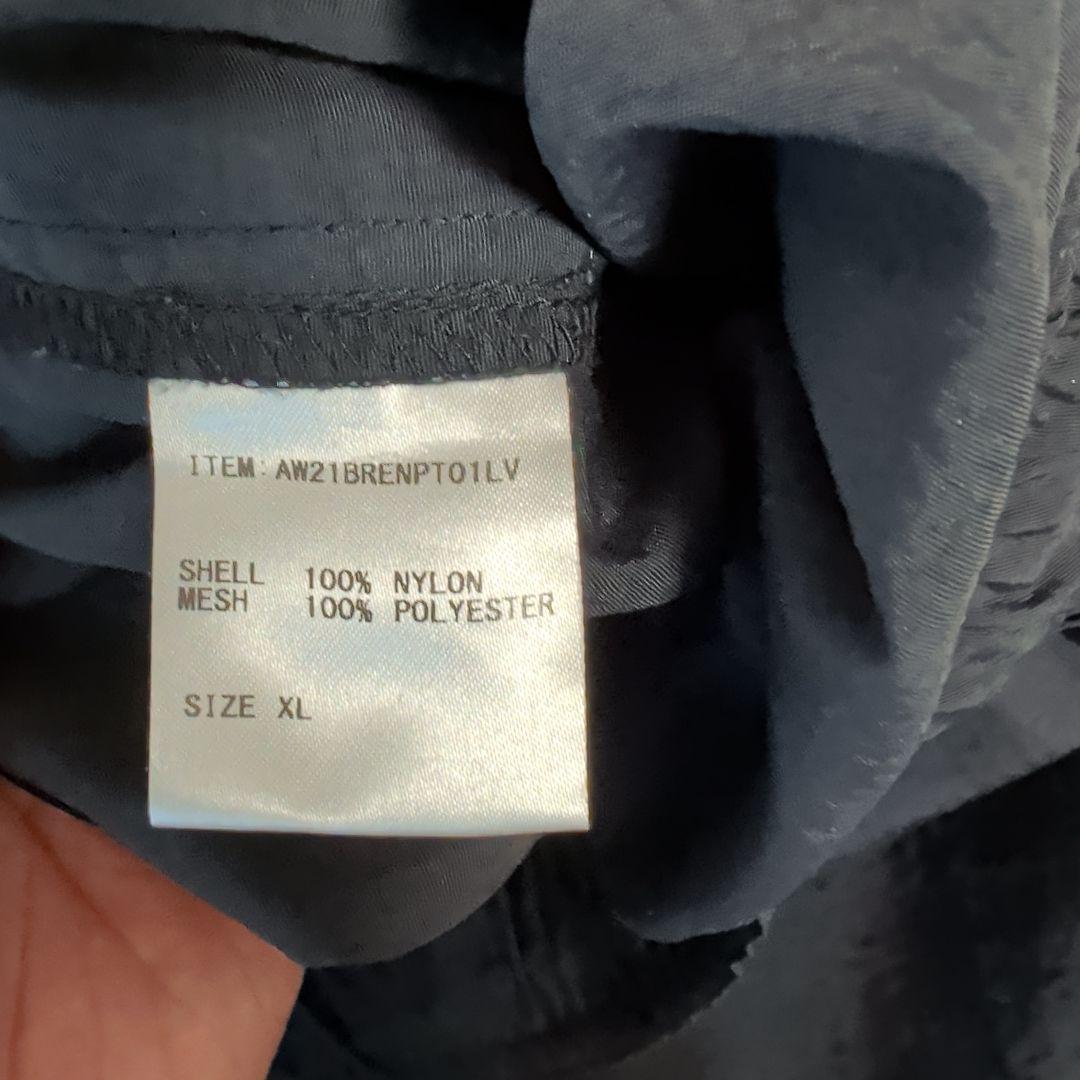 ITEM:AW21BRENPT01LV
SHELL 100% NYLON
MESH 100% POLYESTER
SIZE XL